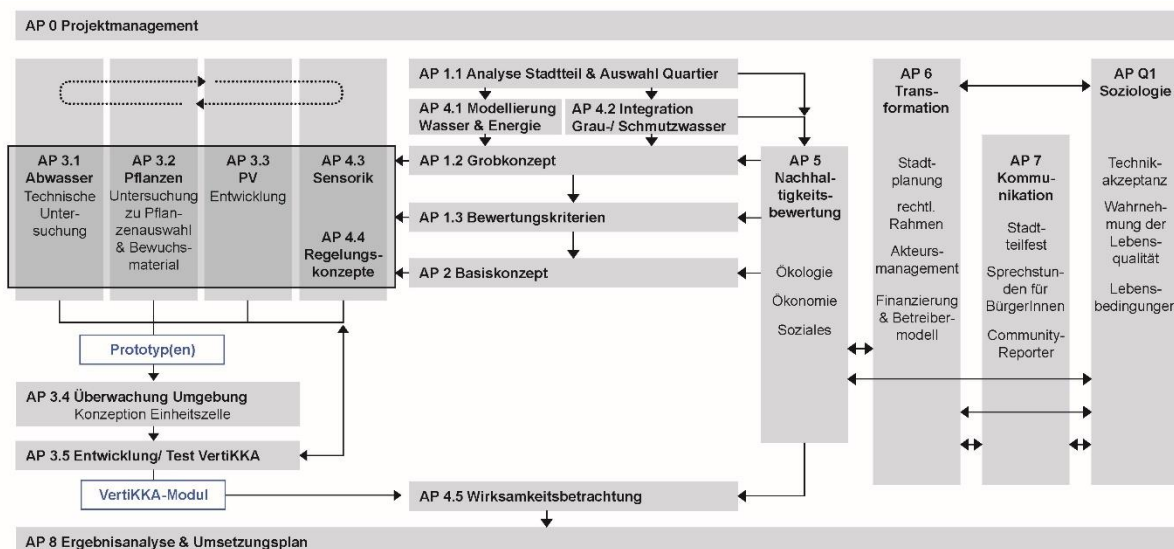 AP 0 Projektmanagement
AP 1.1 Analyse Stadtteil & Auswahl Quartier
AP 4.1 Modellierung
Wasser & Energie
AP 4.2 Integration
Grau-/ Schmutzwasser
AP 3.1
Abwasser
Technische
Unter-
suchung
AP 3.2
Pflanzen
Untersuchung
zu Pflan-
zenauswahl
& Bewuchs-
material
AP 3.3
PV
Entwicklung
AP 4.3
Sensorik
AP 4.4
Regelungs-
konzepte
AP 1.2 Grobkonzept
AP 1.3 Bewertungskriterien
AP 2 Basiskonzept
AP 5
Nachhal-
tigkeits-
bewertung
Ökologie
Ökonomie
Soziales
AP 6
Trans-
formation
Stadt-
planung
rechtl.
Rahmen
Akteurs-
management
Finanzierung
& Betreiber-
modell
AP 7
Kommu-
nikation
Stadt-
teilfest
Sprechstun-
den für
BürgerInnen
Community-
Reporter
AP Q1
Soziologie
Technik-
akzeptanz
Wahrneh-
mung der
Lebens-
qualität
Lebens-
bedingungen
Prototyp(en)
AP 3.4 Überwachung Umgebung
Konzeption Einheitszelle
AP 3.5 Entwicklung/ Test VertiKKA
VertiKKA-Modul
AP 4.5 Wirksamkeitsbetrachtung
AP 8 Ergebnisanalyse & Umsetzungsplan